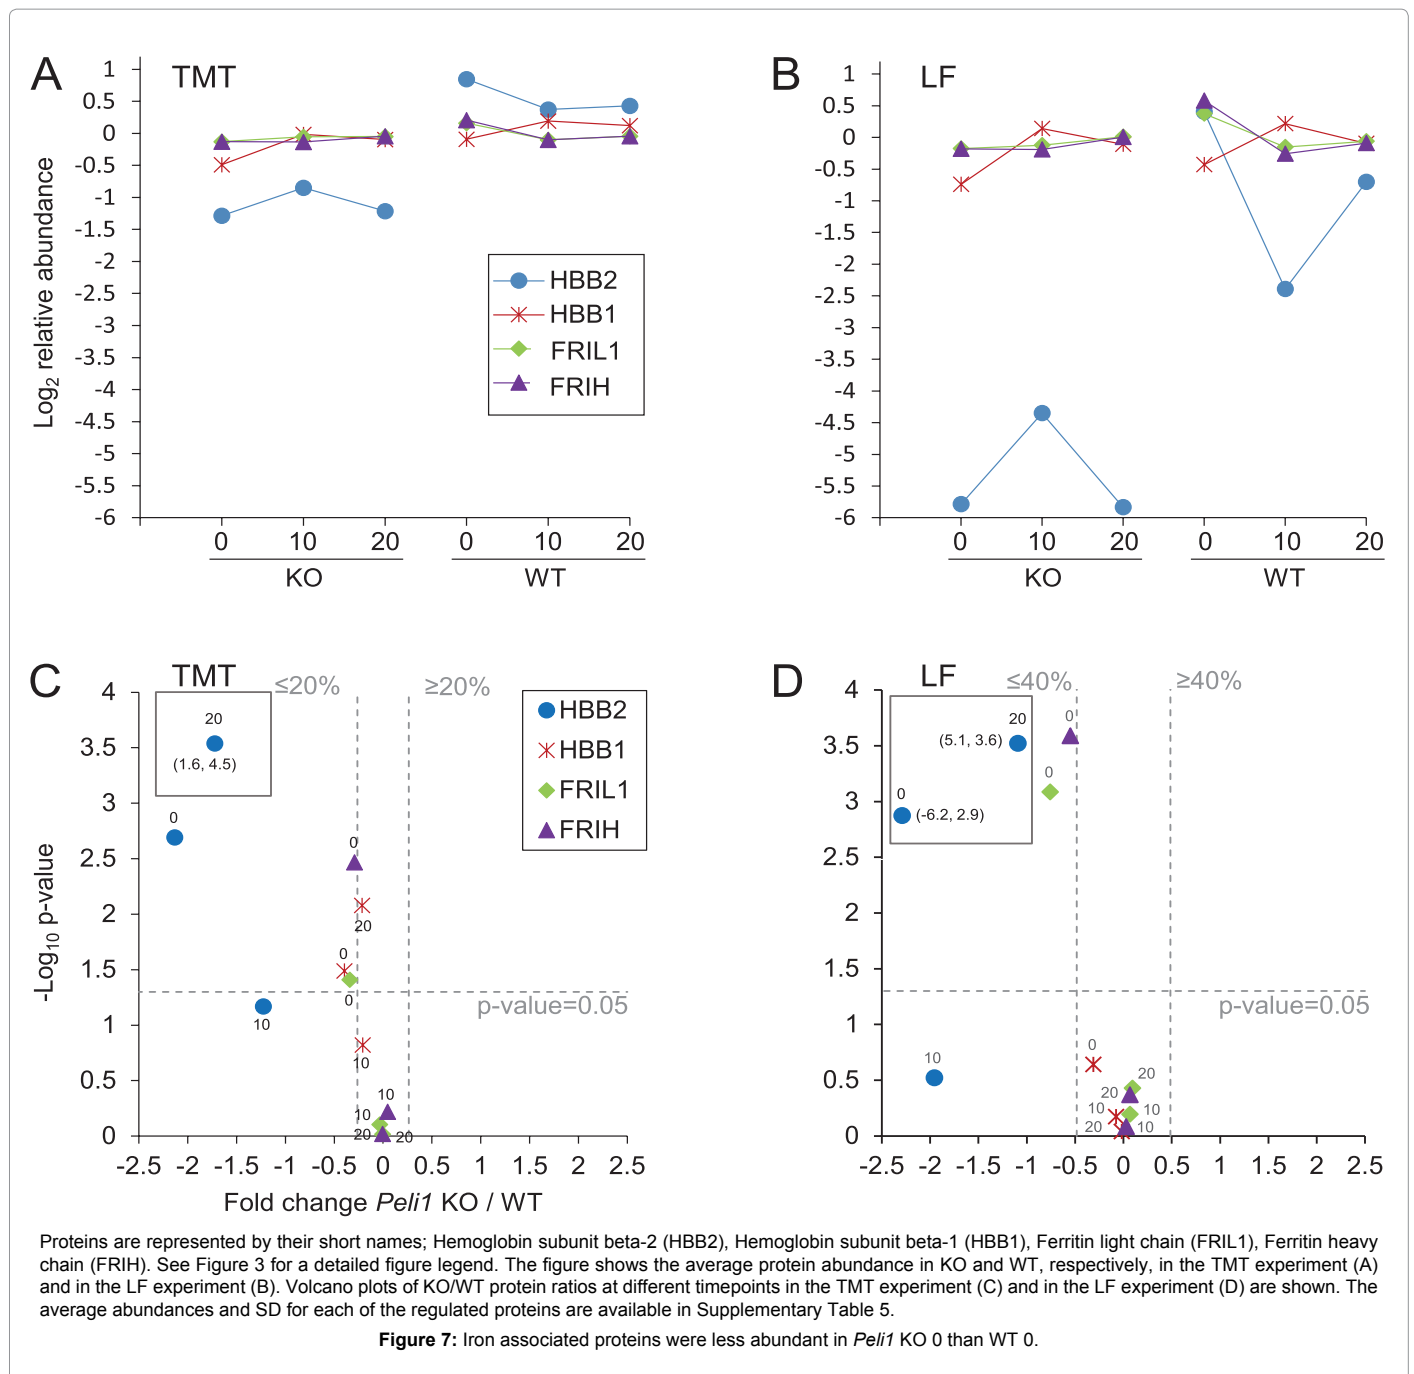 A
TMT
Log2 relative abundance
1
0.5
0
-0.5
-1
-1.5
-2
-2.5
-3
-3.5
-4
-4.5
-5
-5.5
-6
HBB2
HBB1
FRIL1
FRIH
0 10 20 0 10 20
KO WT
B
LF
1
0.5
0
-0.5
-1
-1.5
-2
-2.5
-3
-3.5
-4
-4.5
-5
-5.5
-6
0 10 20 0 10 20
KO WT
C
TMT
≤20% ≥20%
-Log10 p-value
4
3.5
3
2.5
2
1.5
1
0.5
0
20
(1.6, 4.5)
0
0
20
0
0
10
10
10
10
20 20
p-value=0.05
HBB2
HBB1
FRIL1
FRIH
-2.5 -2 -1.5 -1 -0.5 0 0.5 1 1.5 2 2.5
Fold change Peli1 KO / WT
D
LF
≤40% ≥40%
4
3.5
3
2.5
2
1.5
1
0.5
0
20
(5.1, 3.6)
0
(-6.2, 2.9)
0
0
p-value=0.05
10
0
20
20
10 10
20 10
-2.5 -2 -1.5 -1 -0.5 0 0.5 1 1.5 2 2.5
Proteins are represented by their short names; Hemoglobin subunit beta-2 (HBB2), Hemoglobin subunit beta-1 (HBB1), Ferritin light chain (FRIL1), Ferritin heavy
chain (FRIH). See Figure 3 for a detailed figure legend. The figure shows the average protein abundance in KO and WT, respectively, in the TMT experiment (A)
and in the LF experiment (B). Volcano plots of KO/WT protein ratios at different timepoints in the TMT experiment (C) and in the LF experiment (D) are shown. The
average abundances and SD for each of the regulated proteins are available in Supplementary Table 5.
Figure 7: Iron associated proteins were less abundant in Peli1 KO 0 than WT 0.